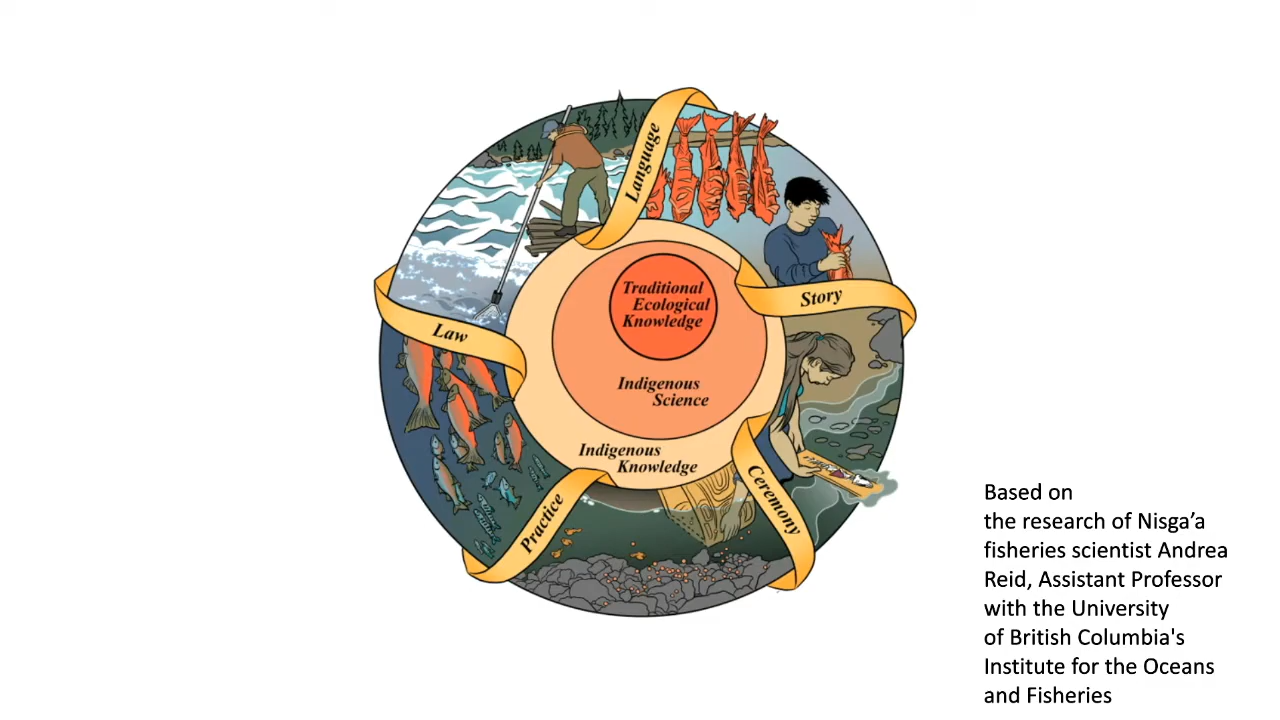 Language
Traditional
Ecological
Knowledge
Story
Law
Indigenous
Science
Indigenous
Knowledge
Ceremony
Practice
Based on
the research of Nisga’a
fisheries scientist Andrea
Reid, Assistant Professor
with the University
of British Columbia's
Institute for the Oceans
and Fisheries